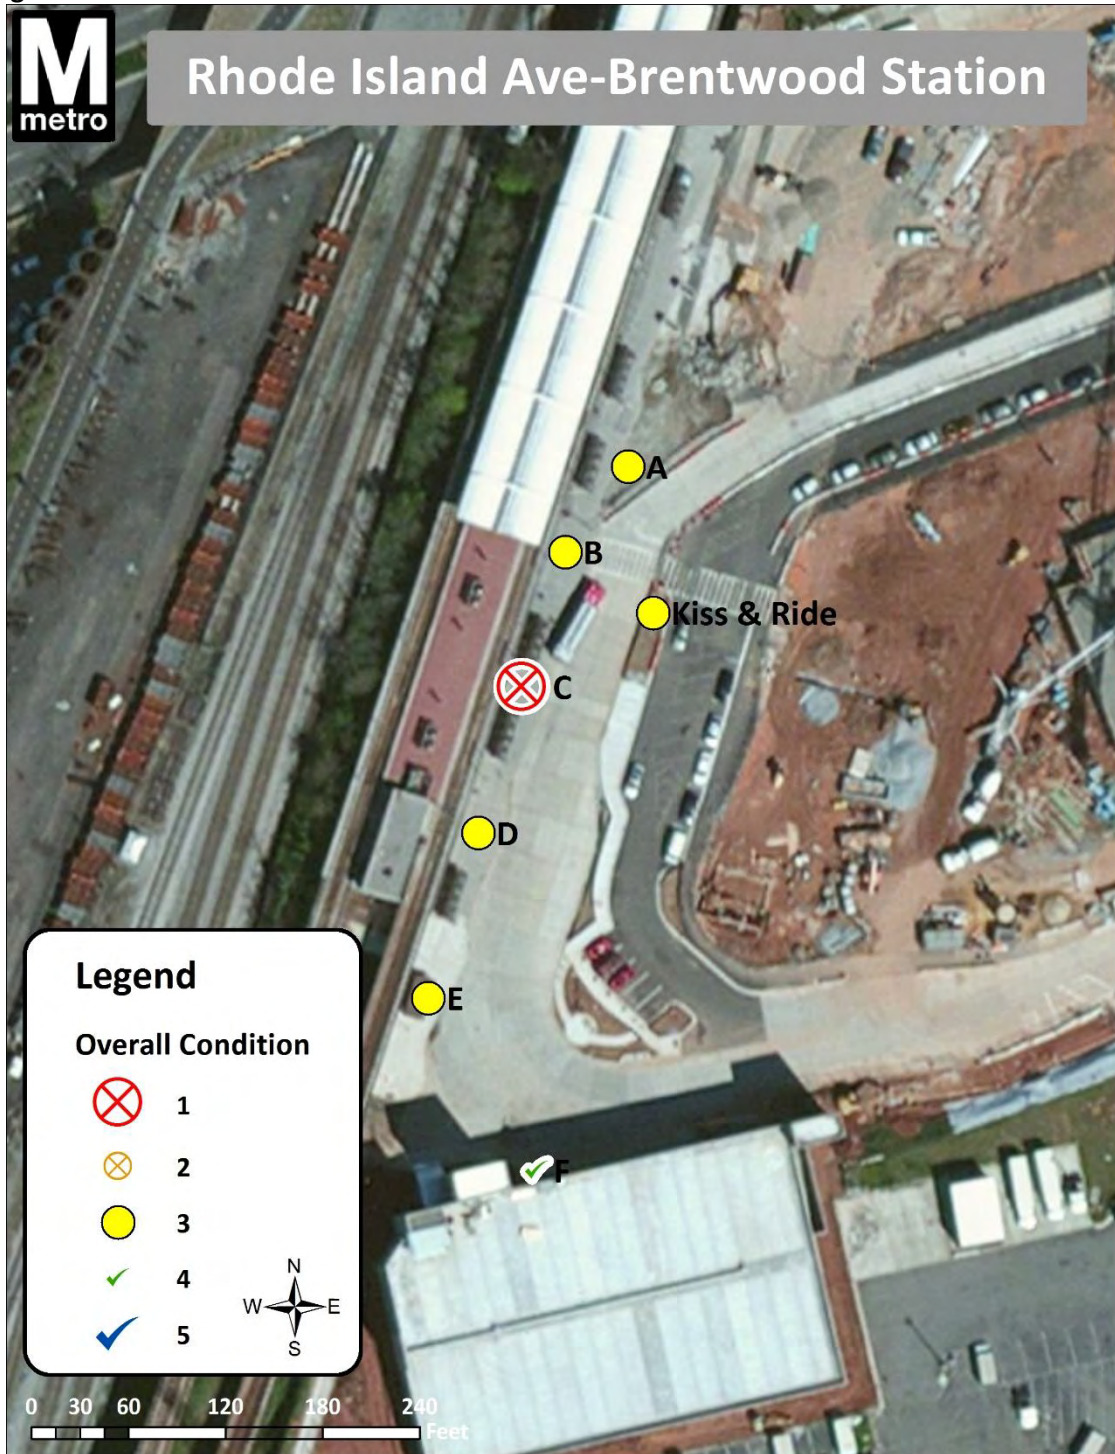 M
metro
Rhode Island Ave-Brentwood Station
A
B
Kiss & Ride
C
D
E
F
Legend
Overall Condition
1
2
3
4
5
N
W E
S
0 30 60 120 180 240
Feet